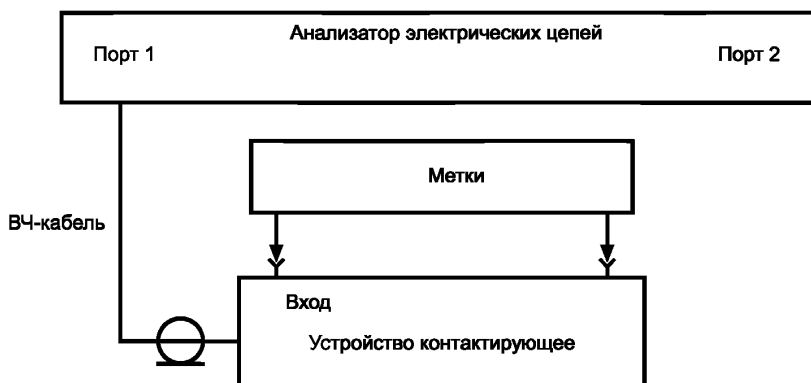 Анализатор электрических цепей
Порт 1
Порт 2
Метки
ВЧ-кабель
Вход
Устройство контактирующее